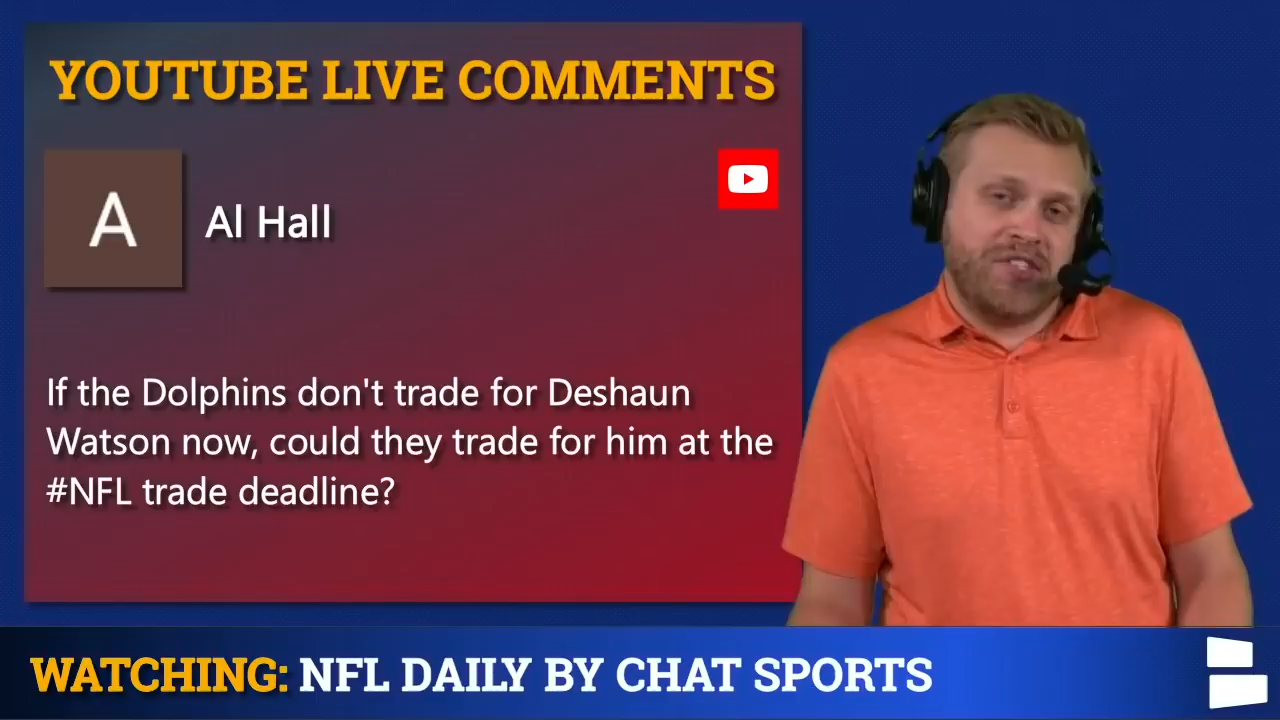 YOUTUBE LIVE COMMENTS
A
Al Hall
If the Dolphins don't trade for Deshaun
Watson now, could they trade for him at the
#NFL trade deadline?
WATCHING: NFL DAILY BY CHAT SPORTS